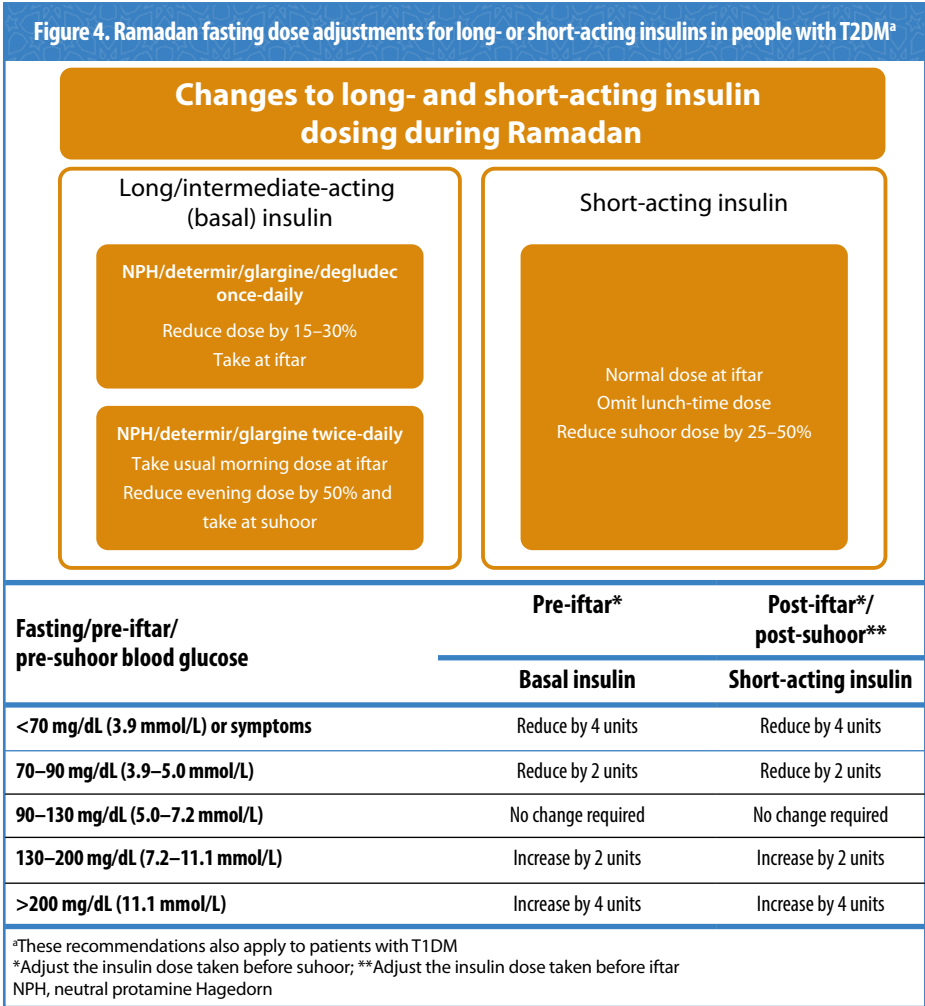 Figure 4. Ramadan fasting dose adjustments for long- or short-acting insulins in people with T2DMᵃ
Changes to long- and short-acting insulin
dosing during Ramadan
Long/intermediate-acting
(basal) insulin
NPH/determir/glargine/degludec
once-daily
Reduce dose by 15–30%
Take at iftar
NPH/determir/glargine twice-daily
Take usual morning dose at iftar
Reduce evening dose by 50% and
take at suhoor
Short-acting insulin
Normal dose at iftar
Omit lunch-time dose
Reduce suhoor dose by 25–50%
Fasting/pre-iftar/
pre-suhoor blood glucose
Pre-iftar*
Post-iftar*/
post-suhoor**
Basal insulin Short-acting insulin
<70 mg/dL (3.9 mmol/L) or symptoms Reduce by 4 units Reduce by 4 units
70–90 mg/dL (3.9–5.0 mmol/L) Reduce by 2 units Reduce by 2 units
90–130 mg/dL (5.0–7.2 mmol/L) No change required No change required
130–200 mg/dL (7.2–11.1 mmol/L) Increase by 2 units Increase by 2 units
>200 mg/dL (11.1 mmol/L) Increase by 4 units Increase by 4 units
ᵃThese recommendations also apply to patients with T1DM
*Adjust the insulin dose taken before suhoor; **Adjust the insulin dose taken before iftar
NPH, neutral protamine Hagedorn